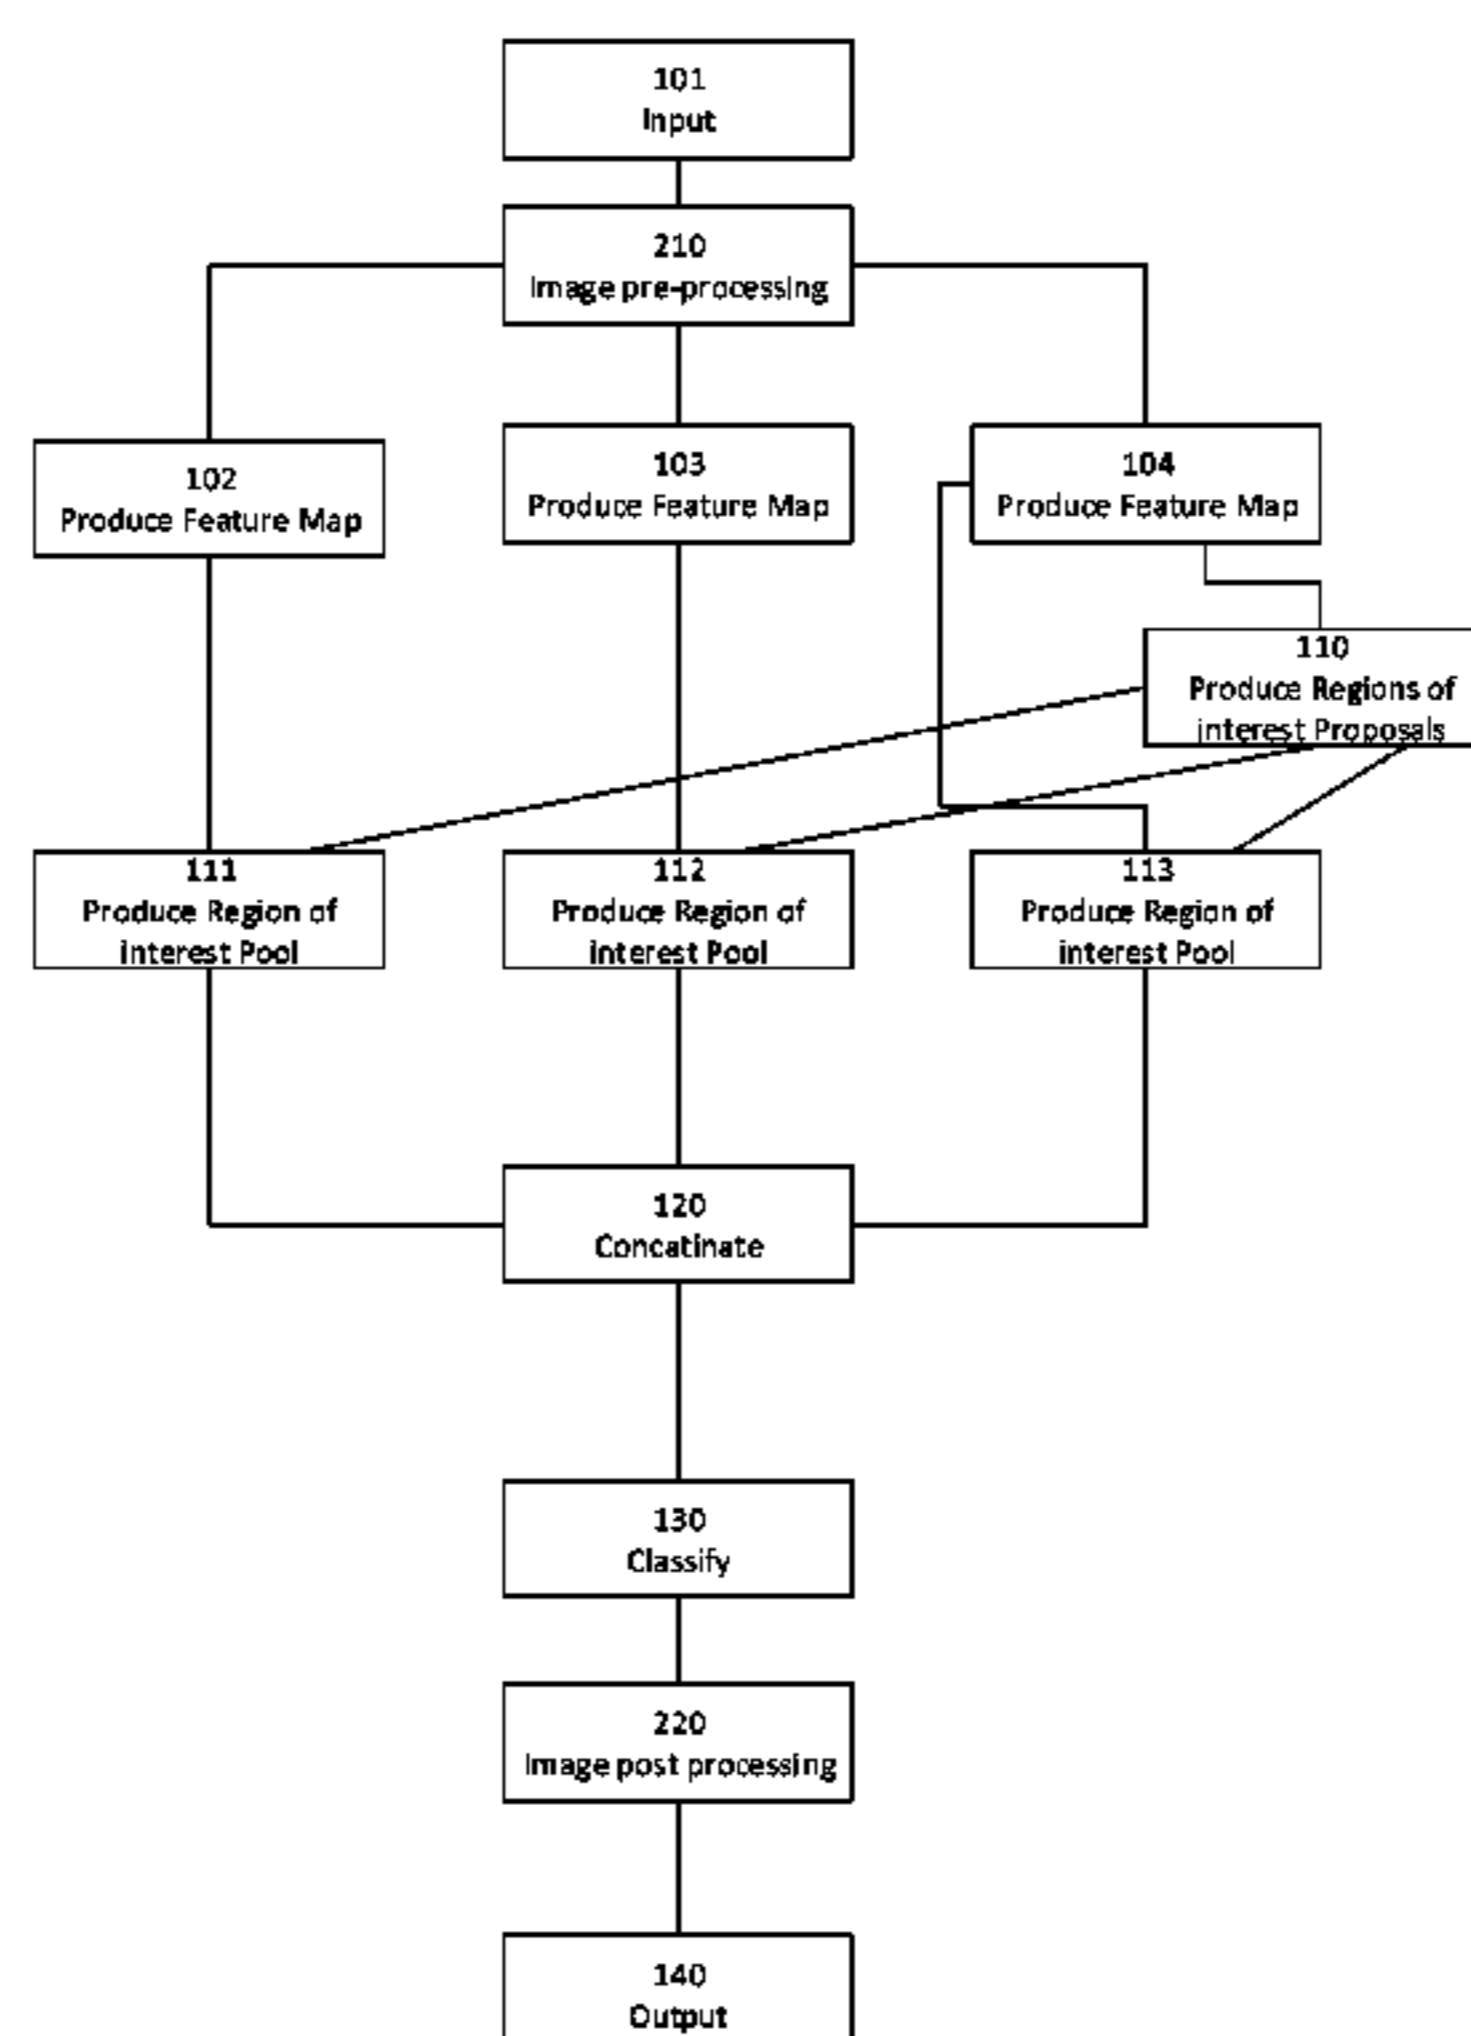 101
Input
210
Image pre-processing
102
Produce Feature Map
103
Produce Feature Map
104
Produce Feature Map
110
Produce Regions of
interest Proposals
111
Produce Region of
interest Pool
112
Produce Region of
interest Pool
113
Produce Region of
interest Pool
120
Concatinate
130
Classify
220
Image post processing
140
Output